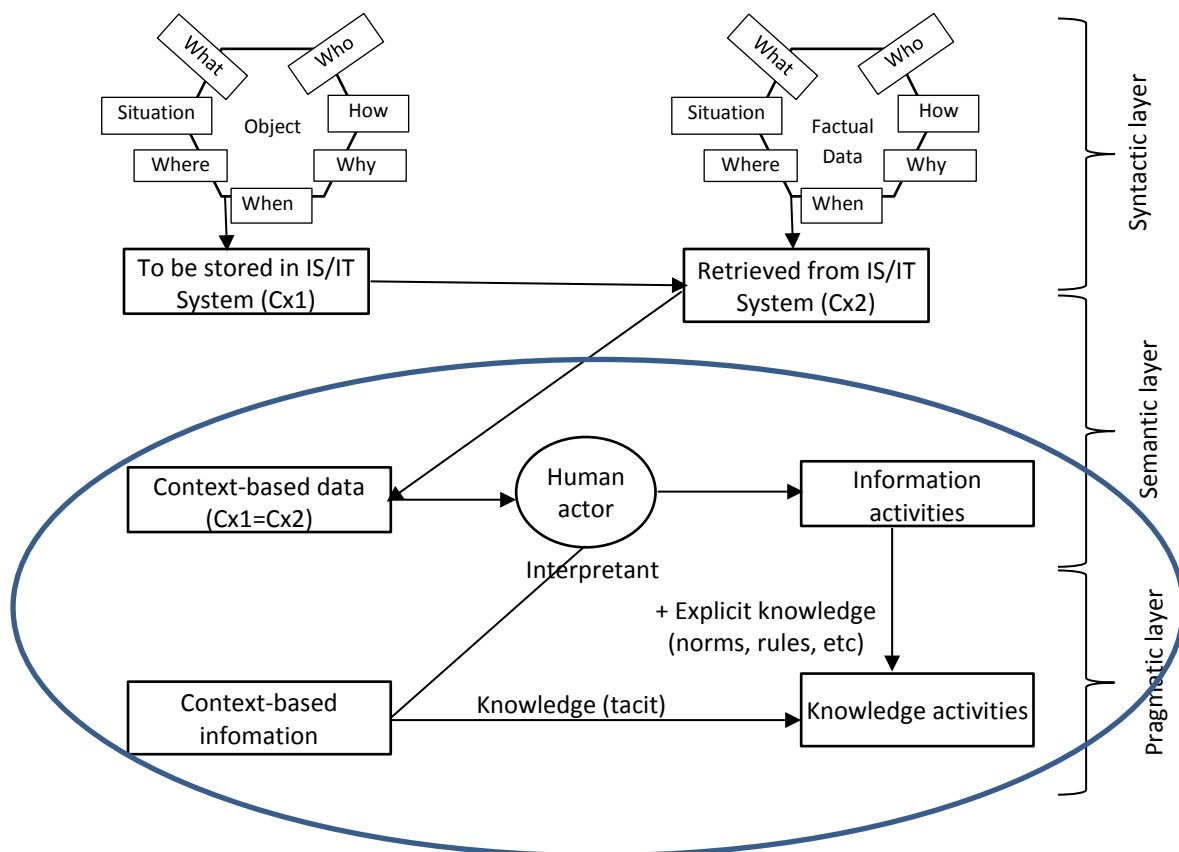 What
Who
Situation
Object
How
Where
Why
When
To be stored in IS/IT
System (Cx1)
What
Who
Situation
Factual
Data
How
Where
Why
When
Retrieved from IS/IT
System (Cx2)
Syntactic layer
Context-based data
(Cx1=Cx2)
Human
actor
Interpretant
Information
activities
Semantic layer
+ Explicit knowledge
(norms, rules, etc)
Context-based
infomation
Knowledge (tacit)
Knowledge activities
Pragmatic layer